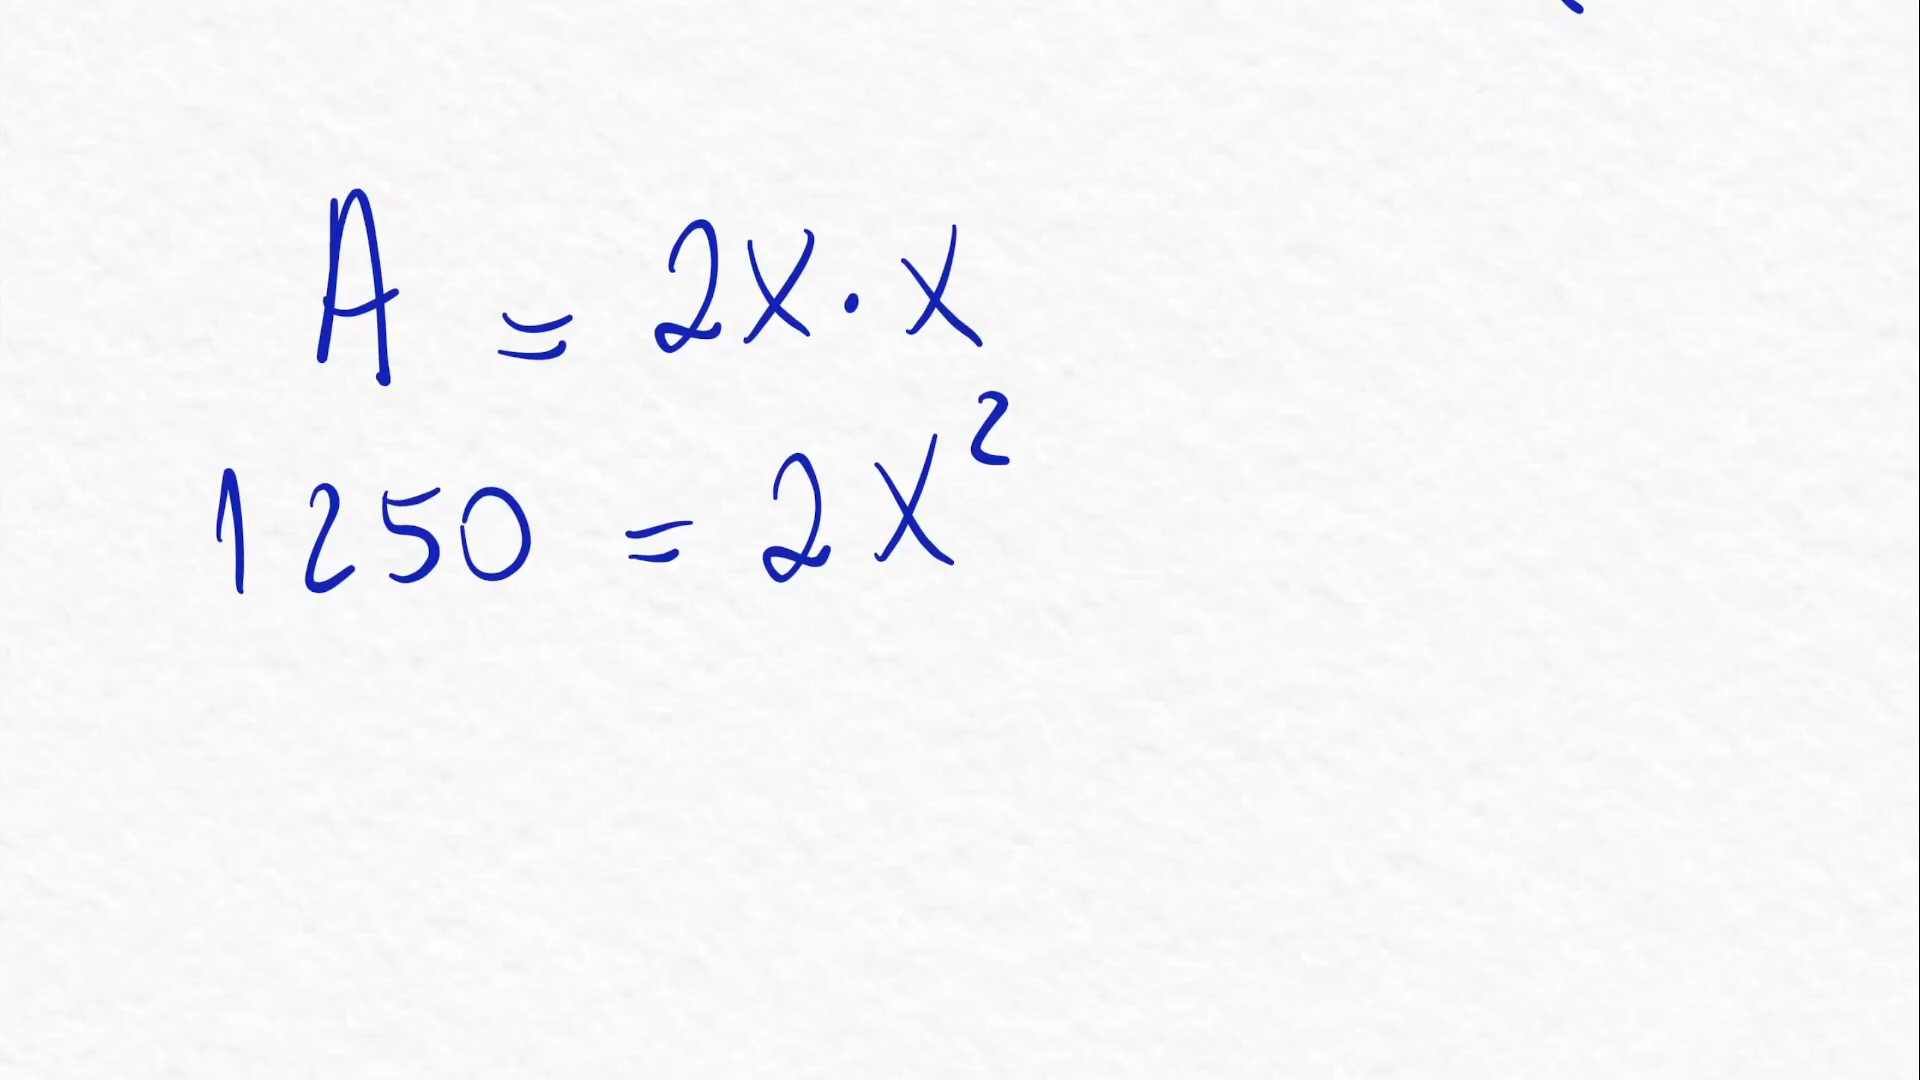 A = 2x · x
1250 = 2x²